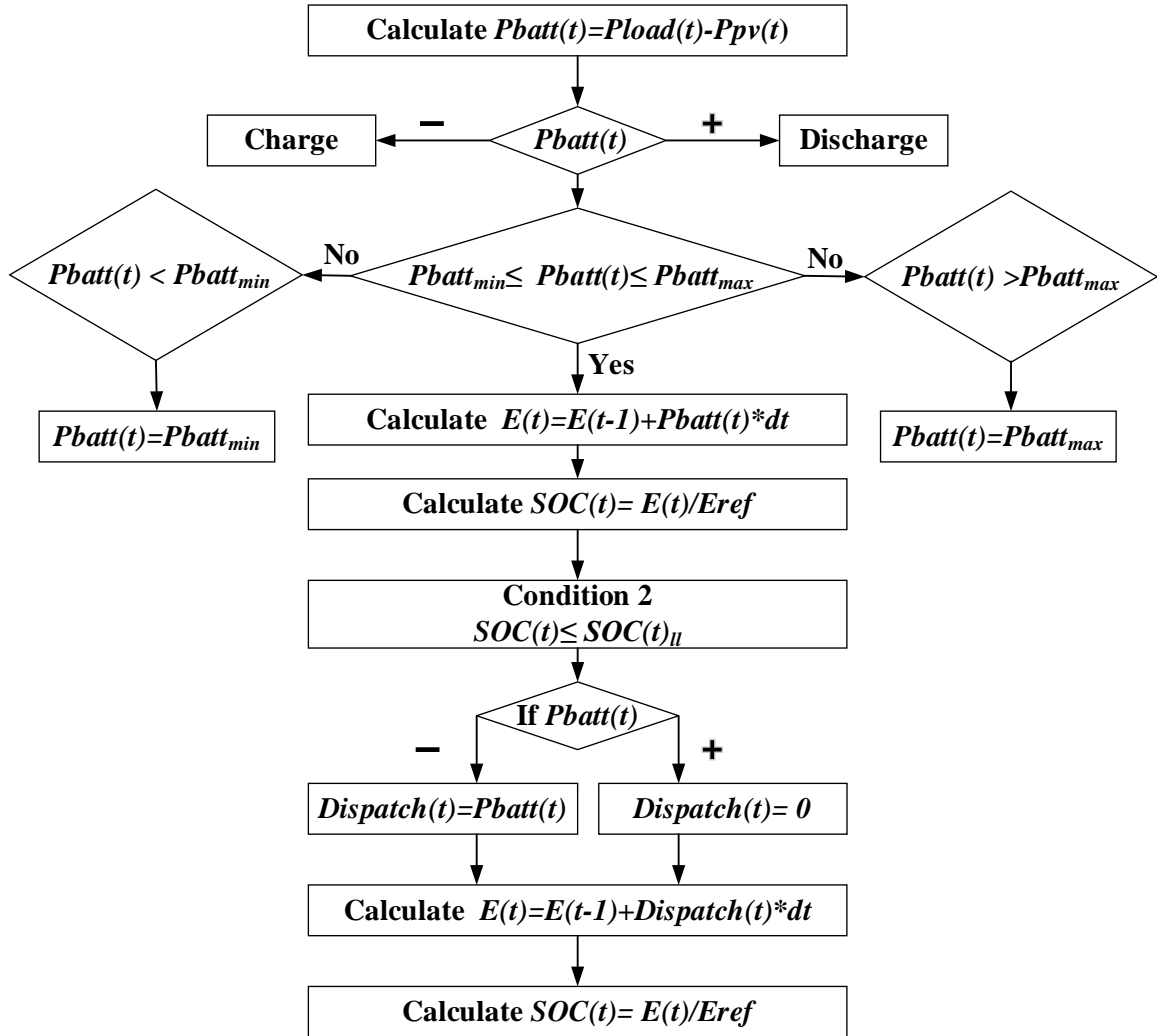 Calculate Pbatt(t)=Pload(t)-Ppv(t)
−
+
Charge
Pbatt(t)
Discharge
No
No
Pbatt(t) < Pbattmin
Pbattmin≤ Pbatt(t)≤ Pbattmax
Pbatt(t) >Pbattmax
Yes
Pbatt(t)=Pbattmin
Calculate E(t)=E(t-1)+Pbatt(t)*dt
Pbatt(t)=Pbattmax
Calculate SOC(t)= E(t)/Eref
Condition 2
SOC(t)≤ SOC(t)ll
If Pbatt(t)
−
+
Dispatch(t)=Pbatt(t)
Dispatch(t)= 0
Calculate E(t)=E(t-1)+Dispatch(t)*dt
Calculate SOC(t)= E(t)/Eref